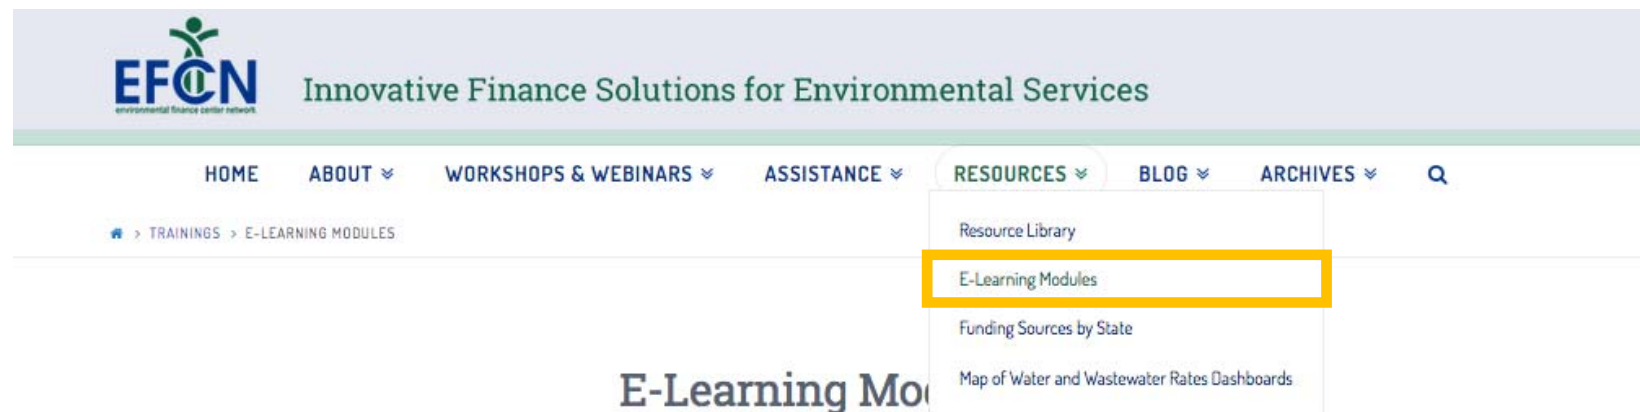 EFCN
environmental finance center network
Innovative Finance Solutions for Environmental Services
HOME ABOUT WORKSHOPS & WEBINARS ASSISTANCE RESOURCES BLOG ARCHIVES
> TRAININGS > E-LEARNING MODULES
Resource Library
E-Learning Modules
Funding Sources by State
Map of Water and Wastewater Rates Dashboards
E-Learning Mo